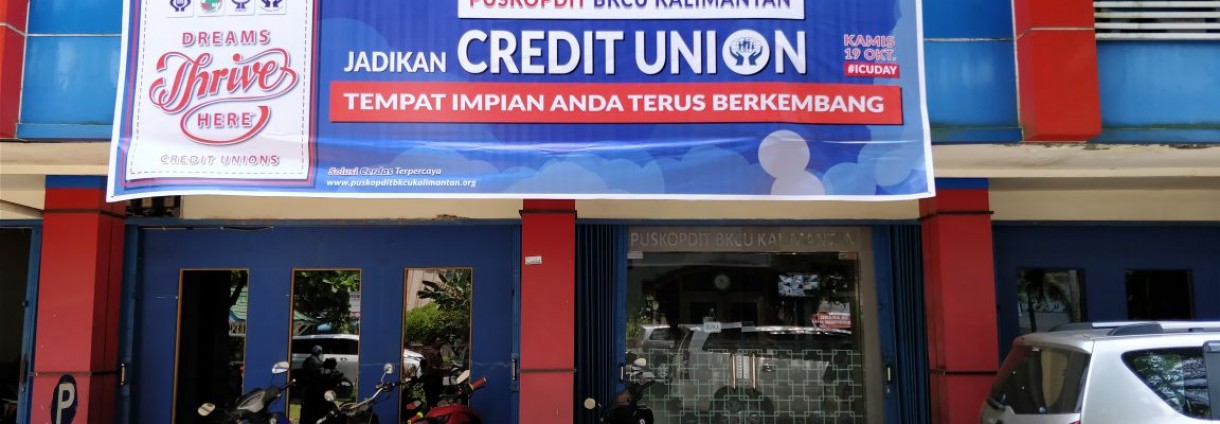 PUSKOPDIT BKCU KALIMANTAN
JADIKAN CREDIT UNION
KAMIS
19 OKT.
#ICUDAY
TEMPAT IMPIAN ANDA TERUS BERKEMBANG
DREAMS
Thrive
HERE
CREDIT UNIONS
Solusi Cerdas Terpercaya
www.puskopditbkcukalimantan.org
PUSKOPDIT BKCU KALIMANTAN
BUKA
P